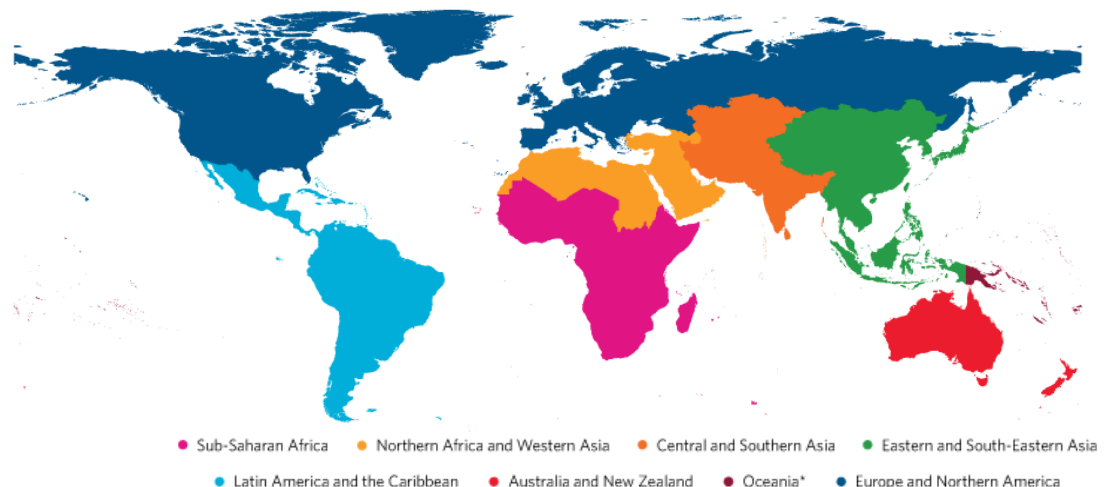 Sub-Saharan Africa Northern Africa and Western Asia Central and Southern Asia Eastern and South-Eastern Asia
Latin America and the Caribbean Australia and New Zealand Oceania* Europe and Northern America